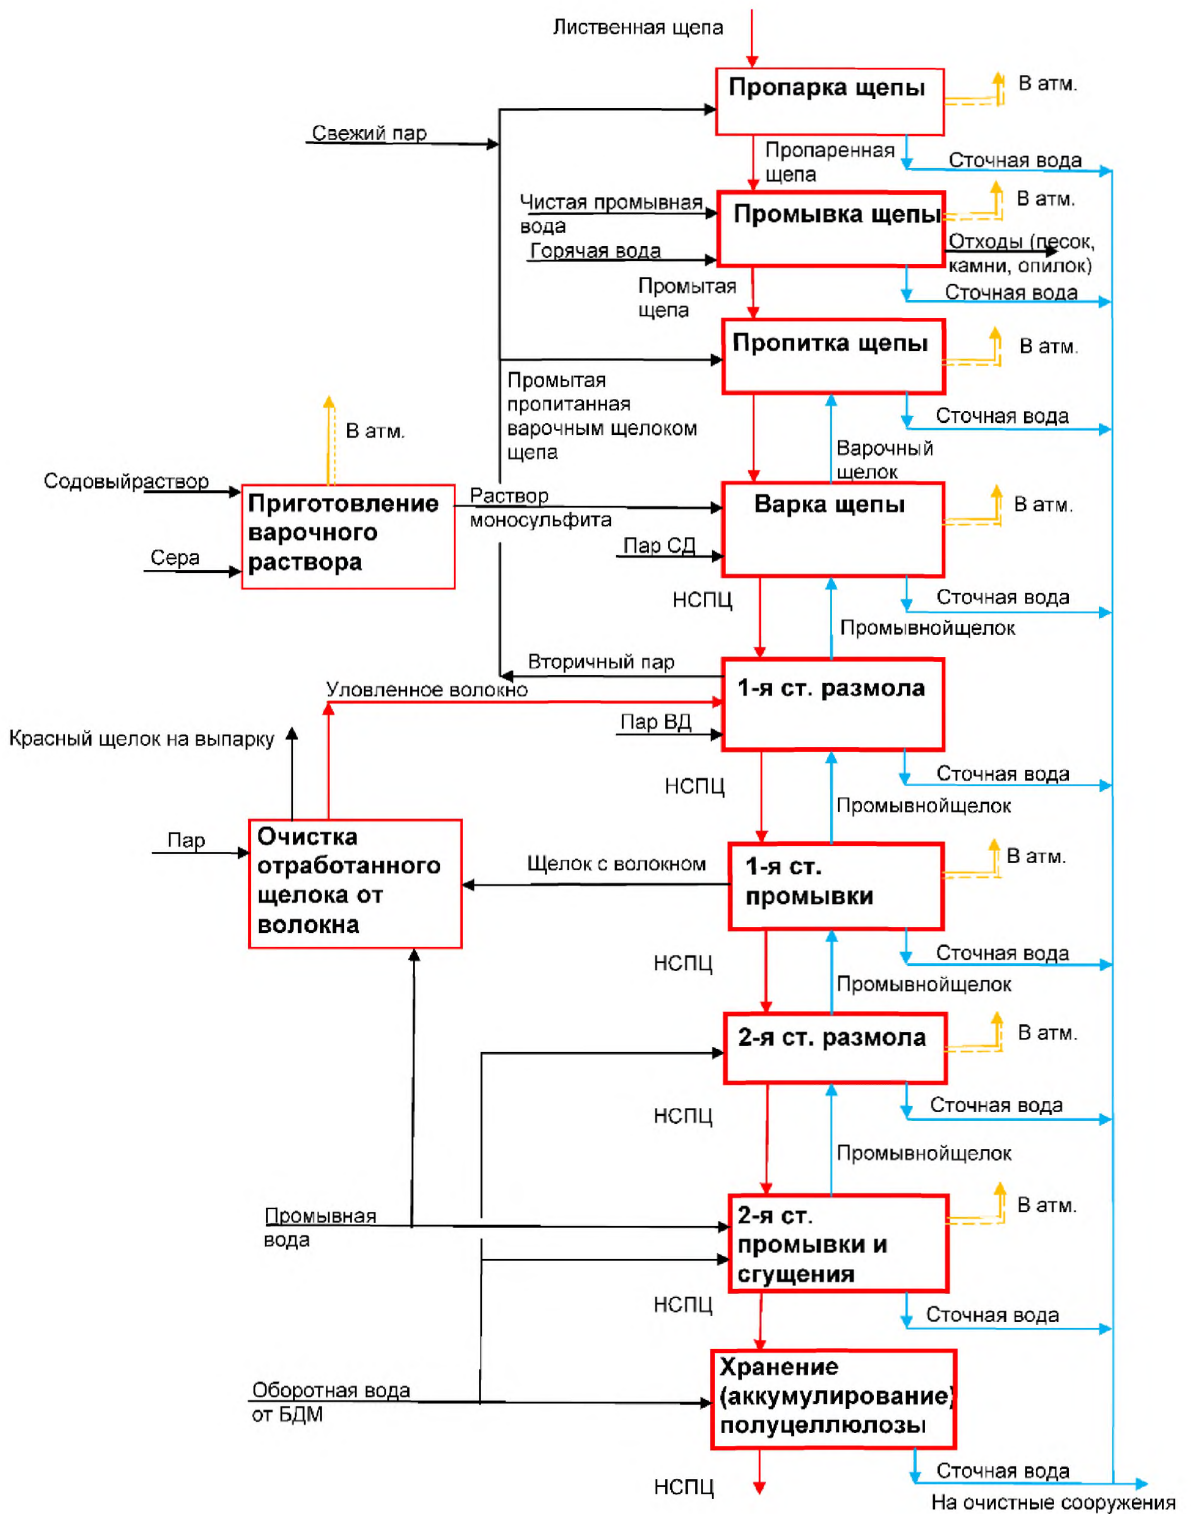 Лиственная щепа
Пропарка щепы
В атм.
Свежий пар
Пропаренная
щепа
Сточная вода
Чистая промывная
вода
Промывка щепы
В атм.
Горячая вода
Отходы (песок,
камни, опилок)
Промытая
щепа
Сточная вода
Пропитка щепы
В атм.
Промытая
пропитанная
варочным щелоком
щепа
Сточная вода
В атм.
Варочный
щелок
Содовыйраствор
Приготовление
варочного
раствора
Сера
Раствор
моносульфита
Варка щепы
В атм.
Пар СД
НСПЦ
Сточная вода
Промывнойщелок
Вторичный пар
Уловленное волокно
1-я ст. размола
Пар ВД
Красный щелок на выпарку
НСПЦ
Сточная вода
Промывнойщелок
Пар
Очистка
отработанного
щелока от
волокна
Щелок с волокном
1-я ст.
промывки
В атм.
НСПЦ
Сточная вода
Промывнойщелок
2-я ст. размола
В атм.
НСПЦ
Сточная вода
Промывнойщелок
Промывная
вода
2-я ст.
промывки и
сгущения
В атм.
НСПЦ
Сточная вода
Оборотная вода
от БДМ
Хранение
(аккумулирование)
полуцеллюлозы
НСПЦ
Сточная вода
На очистные сооружения